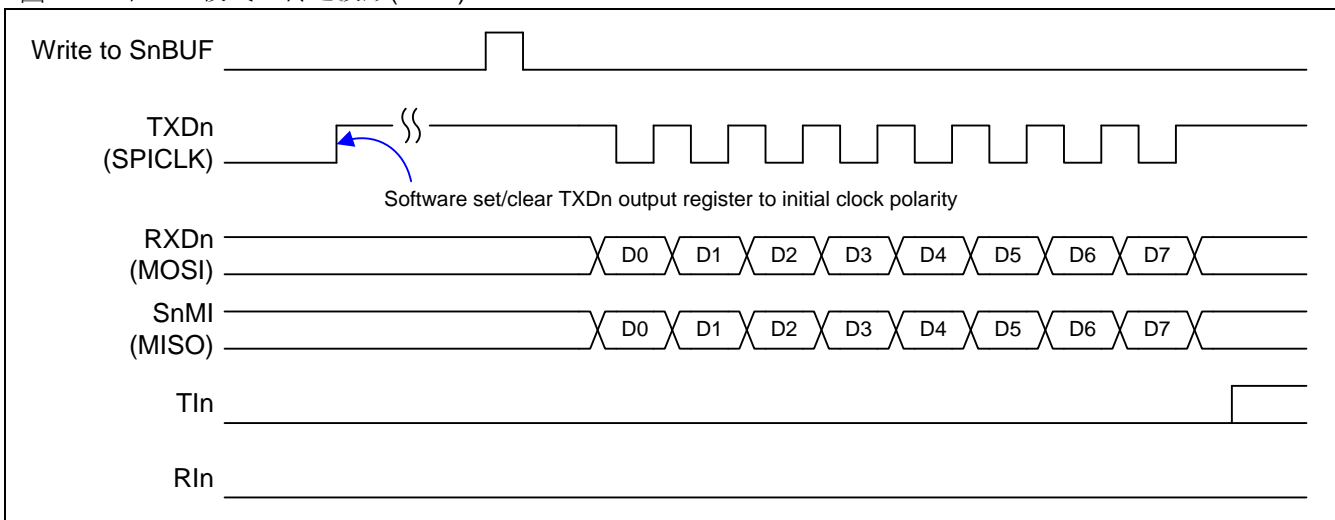 Write to SnBUF
TXDn
(SPICLK)
Software set/clear TXDn output register to initial clock polarity
RXDn
(MOSI)
D0 D1 D2 D3 D4 D5 D6 D7
SnMI
(MISO)
D0 D1 D2 D3 D4 D5 D6 D7
TIn
RIn